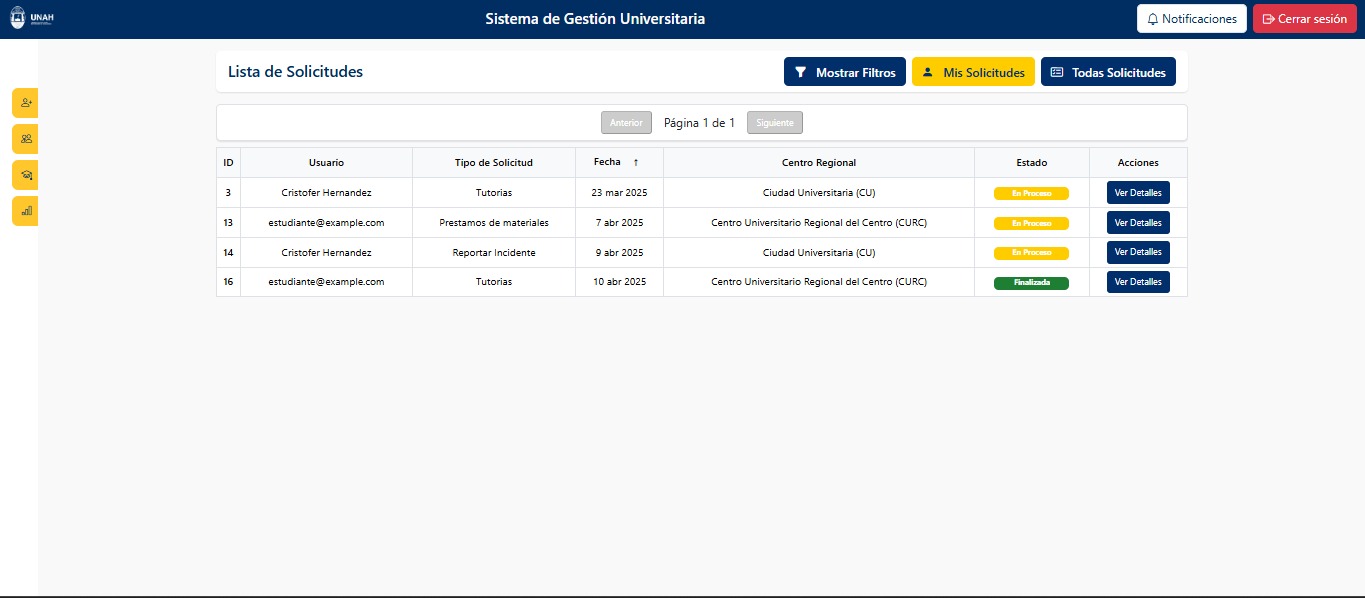 UNAH
Sistema de Gestión Universitaria
Notificaciones
Cerrar sesión
Lista de Solicitudes
Mostrar Filtros
Mis Solicitudes
Todas Solicitudes
Anterior Página 1 de 1 Siguiente
ID Usuario Tipo de Solicitud Fecha ↑ Centro Regional Estado Acciones
3 Cristofer Hernandez Tutorias 23 mar 2025 Ciudad Universitaria (CU) En Proceso Ver Detalles
13 estudiante@example.com Prestamos de materiales 7 abr 2025 Centro Universitario Regional del Centro (CURC) En Proceso Ver Detalles
14 Cristofer Hernandez Reportar Incidente 9 abr 2025 Ciudad Universitaria (CU) En Proceso Ver Detalles
16 estudiante@example.com Tutorias 10 abr 2025 Centro Universitario Regional del Centro (CURC) Finalizada Ver Detalles